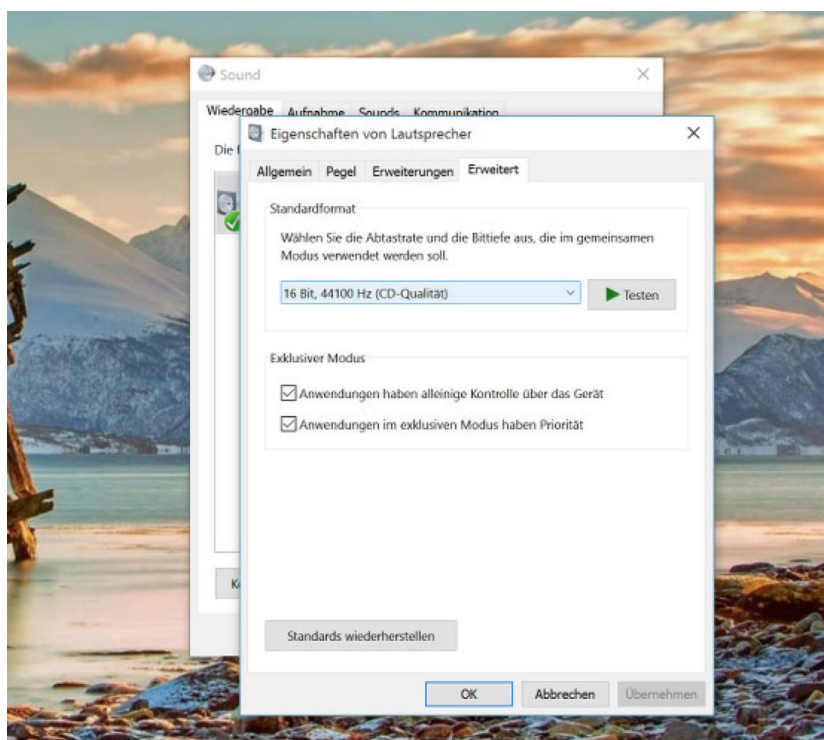 Sound
Wiedergabe Aufnahme Sounds Kommunikation
Eigenschaften von Lautsprecher
Die
Allgemein Pegel Erweiterungen Erweitert
Standardformat
Wählen Sie die Abtastrate und die Bittiefe aus, die im gemeinsamen
Modus verwendet werden soll.
16 Bit, 44100 Hz (CD-Qualität)
Testen
Exklusiver Modus
Anwendungen haben alleinige Kontrolle über das Gerät
Anwendungen im exklusiven Modus haben Priorität
Standards wiederherstellen
OK Abbrechen Übernehmen